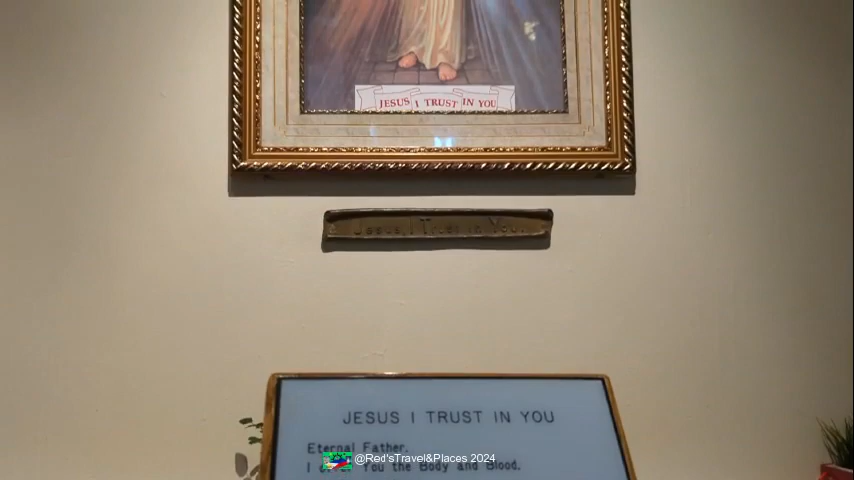 JESUS I TRUST IN YOU
Jesus, I Trust in You.
JESUS I TRUST IN YOU
Eternal Father,
I You the Body and Blood,
@Red'sTravel&Places 2024